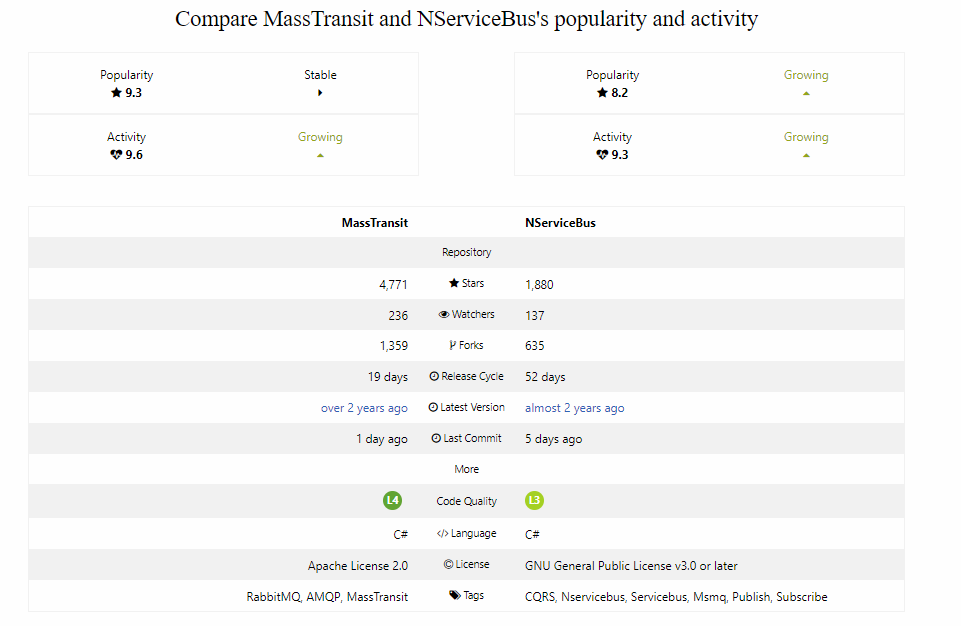 Compare MassTransit and NServiceBus's popularity and activity
Popularity Stable
9.3
Activity Growing
9.6
Popularity Growing
8.2
Activity Growing
9.3
MassTransit NServiceBus
Repository
4,771 Stars 1,880
236 Watchers 137
1,359 Forks 635
19 days Release Cycle 52 days
over 2 years ago Latest Version almost 2 years ago
1 day ago Last Commit 5 days ago
More
L4 Code Quality L3
C# </> Language C#
Apache License 2.0 © License GNU General Public License v3.0 or later
RabbitMQ, AMQP, MassTransit Tags CQRS, Nservicebus, Servicebus, Msmq, Publish, Subscribe